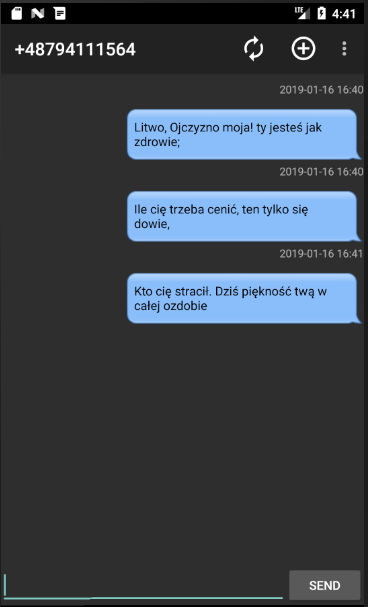 LTE 4:41
+48794111564
2019-01-16 16:40
Litwo, Ojczyzno moja! ty jesteś jak
zdrowie;
2019-01-16 16:40
Ile cię trzeba cenić, ten tylko się
dowie,
2019-01-16 16:41
Kto cię stracił. Dziś piękność twą w
całej ozdobie
SEND